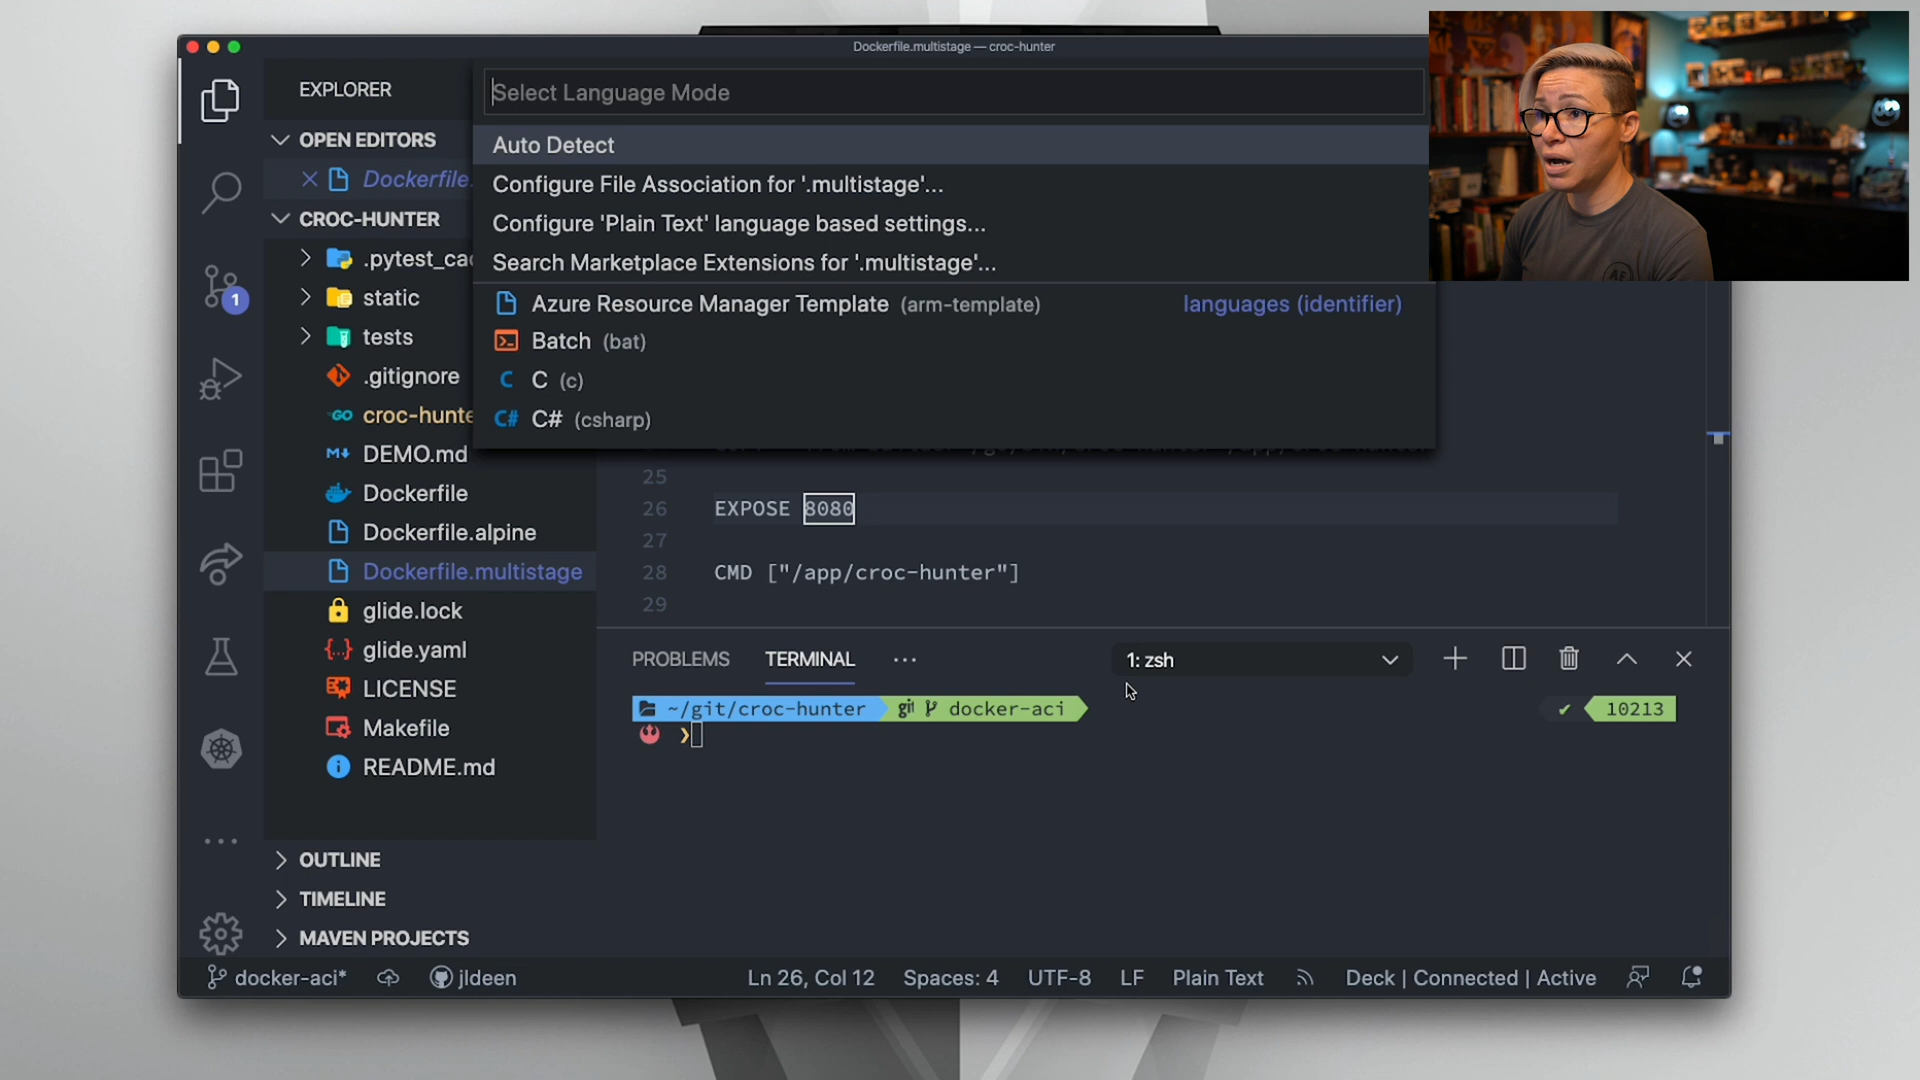 Dockerfile.multistage — croc-hunter
EXPLORER
Select Language Mode
OPEN EDITORS
Auto Detect
Dockerfile.
Configure File Association for '.multistage'...
CROC-HUNTER
Configure 'Plain Text' language based settings...
.pytest_cac
Search Marketplace Extensions for '.multistage'...
static
Azure Resource Manager Template (arm-template) languages (identifier)
1
tests
Batch (bat)
.gitignore
C C (c)
GO croc-hunte
C# C# (csharp)
M↓ DEMO.md
25
Dockerfile
26 EXPOSE 8080
Dockerfile.alpine
27
Dockerfile.multistage
28 CMD ["/app/croc-hunter"]
29
glide.lock
{..} glide.yaml
PROBLEMS TERMINAL ··· 1: zsh
LICENSE
~/git/croc-hunter git docker-aci ✔ 10213
Makefile
❯
README.md
OUTLINE
TIMELINE
MAVEN PROJECTS
docker-aci* jldeen Ln 26, Col 12 Spaces: 4 UTF-8 LF Plain Text Deck | Connected | Active